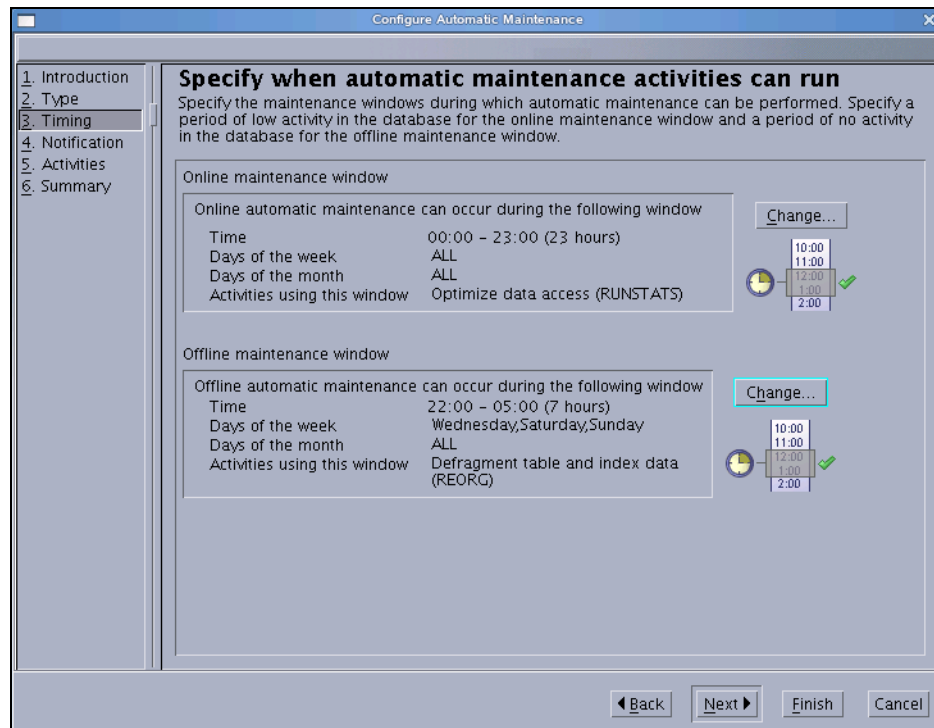 Configure Automatic Maintenance
1. Introduction
2. Type
3. Timing
4. Notification
5. Activities
6. Summary
Specify when automatic maintenance activities can run
Specify the maintenance windows during which automatic maintenance can be performed. Specify a
period of low activity in the database for the online maintenance window and a period of no activity
in the database for the offline maintenance window.
Online maintenance window
Online automatic maintenance can occur during the following window
Time 00:00 - 23:00 (23 hours)
Days of the week ALL
Days of the month ALL
Activities using this window Optimize data access (RUNSTATS)
Change...
10:00
11:00
12:00
1:00
2:00
Offline maintenance window
Offline automatic maintenance can occur during the following window
Time 22:00 - 05:00 (7 hours)
Days of the week Wednesday,Saturday,Sunday
Days of the month ALL
Activities using this window Defragment table and index data
(REORG)
Change...
10:00
11:00
12:00
1:00
2:00
Back Next Finish Cancel